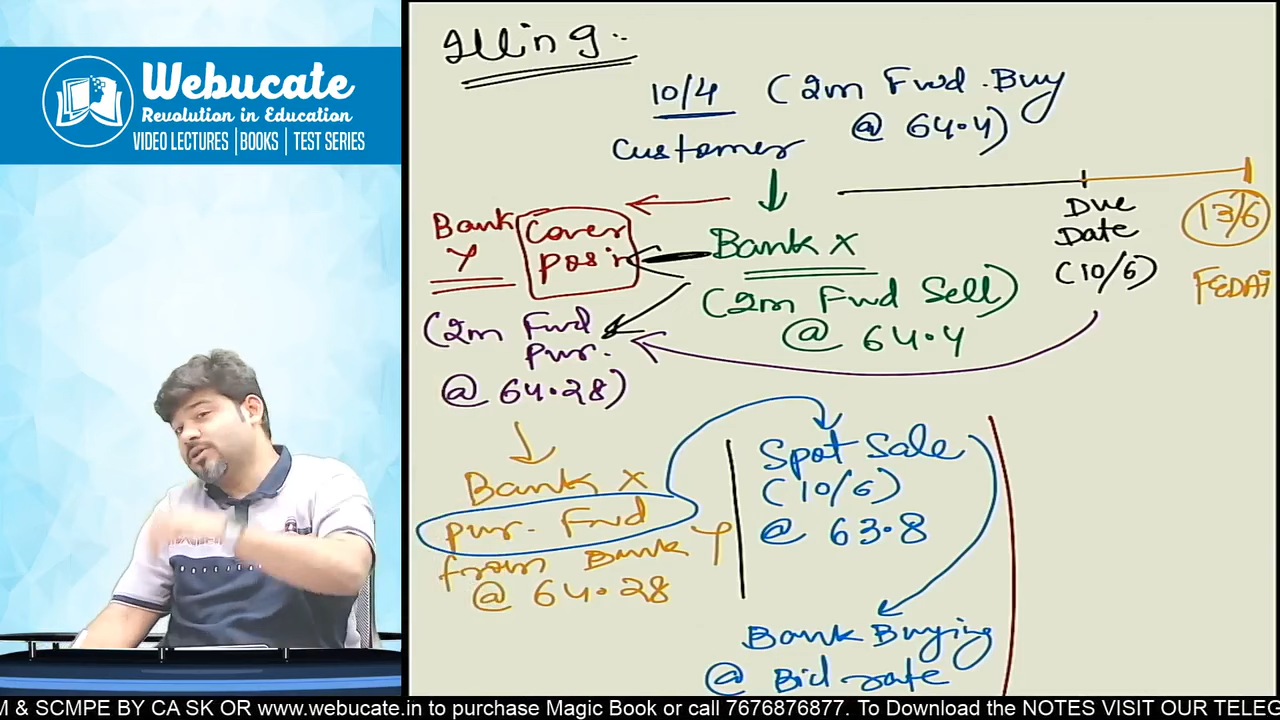 Webucate
Revolution in Education
VIDEO LECTURES | BOOKS | TEST SERIES
10/4 (2m Fwd. Buy
@ 64.4)
Customer
Bank X
(2m Fwd Sell)
@ 64.4
Due
Date
(10/6)
13/6
FEDAI
Bank
Y
Cover
pos'n
(2m Fwd
pur.
@ 64.28)
Bank X
pur. Fwd
from Bank Y
@ 64.28
Spot Sale
(10/6)
@ 63.8
Bank Buying
@ Bid rate
M & SCMPE BY CA SK OR www.webucate.in to purchase Magic Book or call 7676876877. To Download the NOTES VISIT OUR TELEG